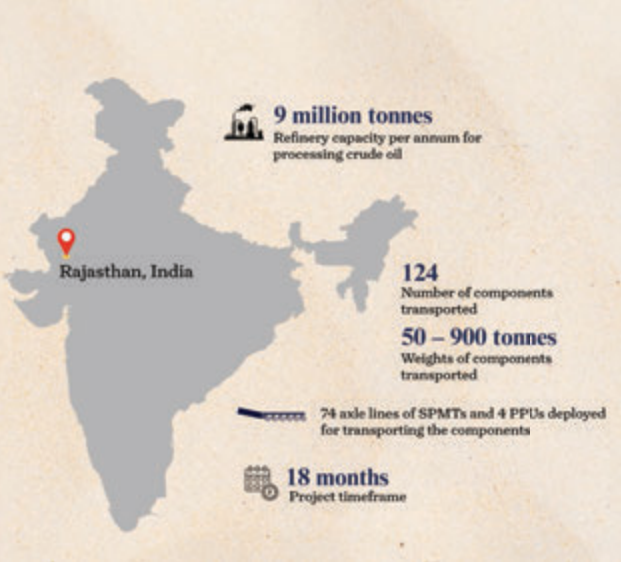 9 million tonnes
Refinery capacity per annum for
processing crude oil
Rajasthan, India
124
Number of components
transported
50 – 900 tonnes
Weights of components
transported
74 axle lines of SPMTs and 4 PPUs deployed
for transporting the components
18 months
Project timeframe